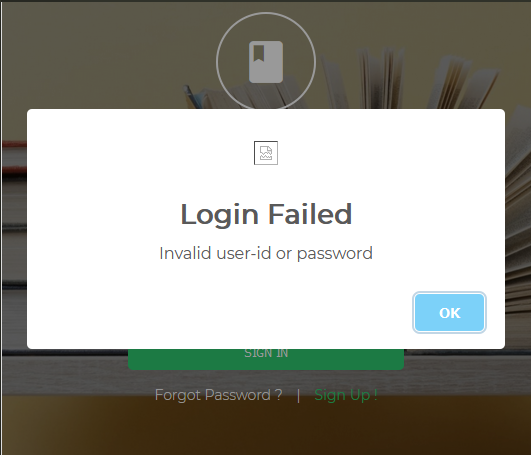 Login Failed
Invalid user-id or password
OK
SIGN IN
Forgot Password ? | Sign Up !